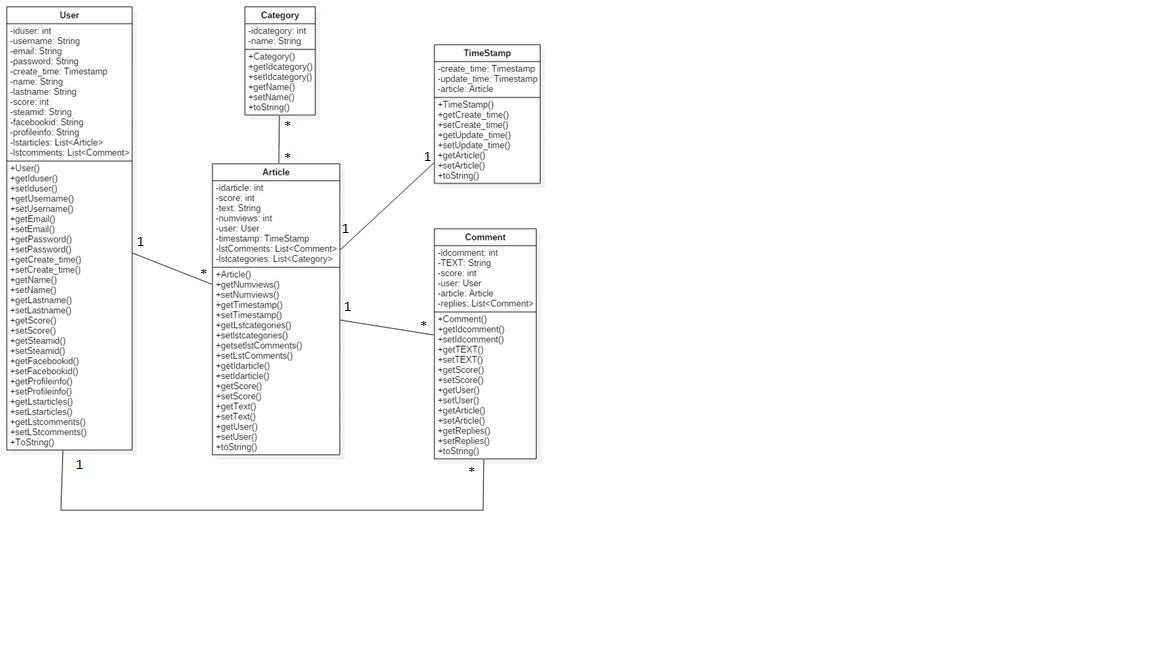 User
-iduser: int
-username: String
-email: String
-password: String
-create_time: Timestamp
-name: String
-lastname: String
-score: int
-steamid: String
-facebookid: String
-profileinfo: String
-lstarticles: List<Article>
-lstcomments: List<Comment>
+User()
+getIduser()
+setIduser()
+getUsername()
+setUsername()
+getEmail()
+setEmail()
+getPassword()
+setPassword()
+getCreate_time()
+setCreate_time()
+getName()
+setName()
+getLastname()
+setLastname()
+getScore()
+setScore()
+getSteamid()
+setSteamid()
+getFacebookid()
+setFacebookid()
+getProfileinfo()
+setProfileinfo()
+getLstarticles()
+setLstarticles()
+getLstcomments()
+setLStcomments()
+ToString()
1
1
Category
-idcategory: int
-name: String
+Category()
+getIdcategory()
+setIdcategory()
+getName()
+setName()
+toString()
*
*
*
Article
-idarticle: int
-score: int
-text: String
-numviews: int
-user: User
-timestamp: TimeStamp
-lstComments: List<Comment>
-lstcategories: List<Category>
+Article()
+getNumviews()
+setNumviews()
+getTimestamp()
+setTimestamp()
+getLstcategories()
+setlstcategories()
+getsetlstComments()
+setLstComments()
+getIdarticle()
+setIdarticle()
+getScore()
+setScore()
+getText()
+setText()
+getUser()
+setUser()
+toString()
1
1
TimeStamp
-create_time: Timestamp
-update_time: Timestamp
-article: Article
+TimeStamp()
+getCreate_time()
+setCreate_time()
+getUpdate_time()
+setUpdate_time()
+getArticle()
+setArticle()
+toString()
1
*
Comment
-idcomment: int
-TEXT: String
-score: int
-user: User
-article: Article
-replies: List<Comment>
+Comment()
+getIdcomment()
+setIdcomment()
+getTEXT()
+setTEXT()
+getScore()
+setScore()
+getUser()
+setUser()
+getArticle()
+setArticle()
+getReplies()
+setReplies()
+toString()
*